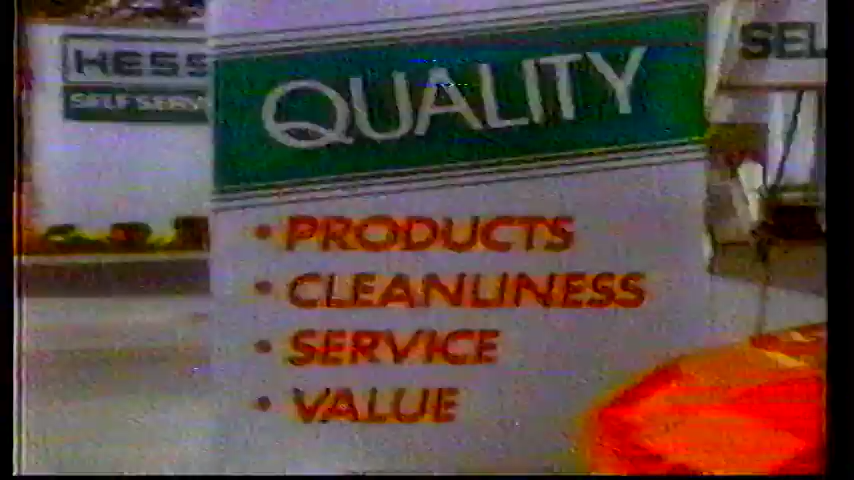 HESS
SELF SERV
QUALITY
SEL
• PRODUCTS
• CLEANLINESS
• SERVICE
• VALUE